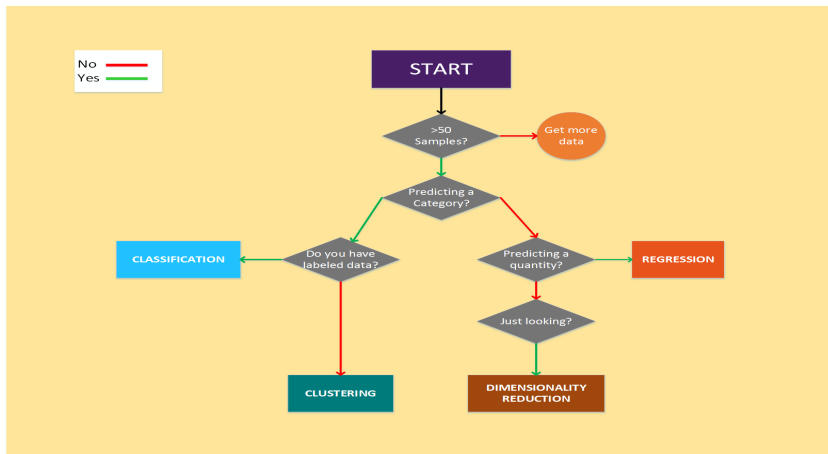 No
Yes
START
>50
Samples?
Get more
data
Predicting a
Category?
Do you have
labeled data?
Predicting a
quantity?
CLASSIFICATION
REGRESSION
Just looking?
CLUSTERING
DIMENSIONALITY
REDUCTION